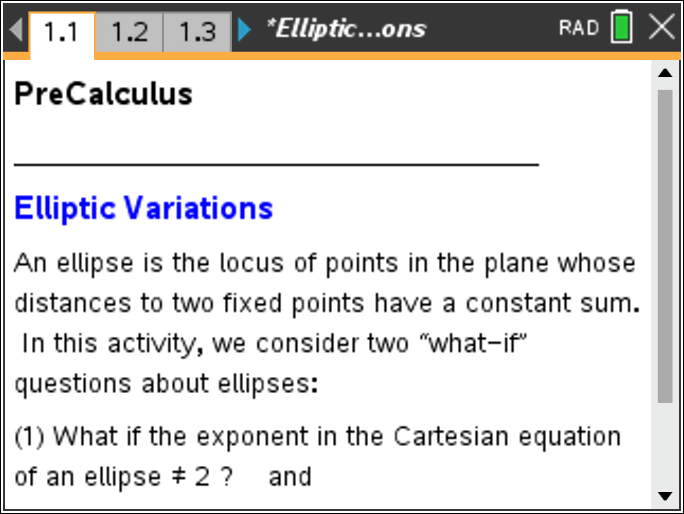 1.1 1.2 1.3 *Elliptic...ons RAD
PreCalculus
Elliptic Variations
An ellipse is the locus of points in the plane whose
distances to two fixed points have a constant sum.
In this activity, we consider two “what-if”
questions about ellipses:
(1) What if the exponent in the Cartesian equation
of an ellipse ≠ 2 ? and